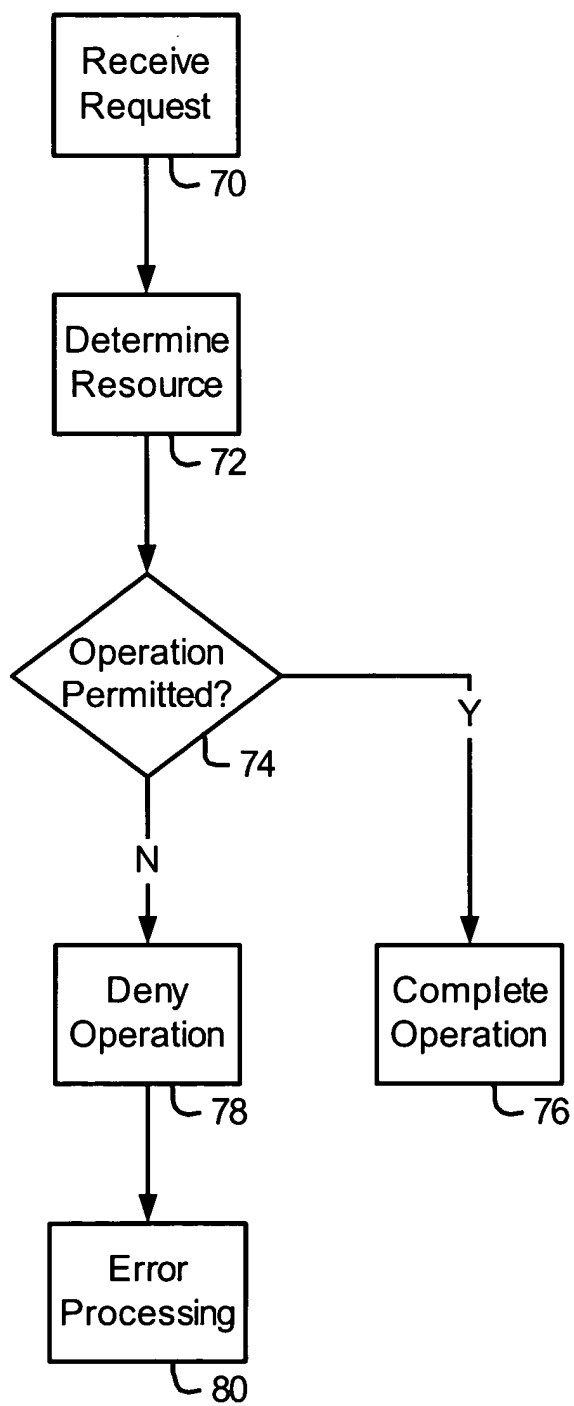 Receive
Request
70
Determine
Resource
72
Operation
Permitted?
74
Y
N
Deny
Operation
78
Complete
Operation
76
Error
Processing
80